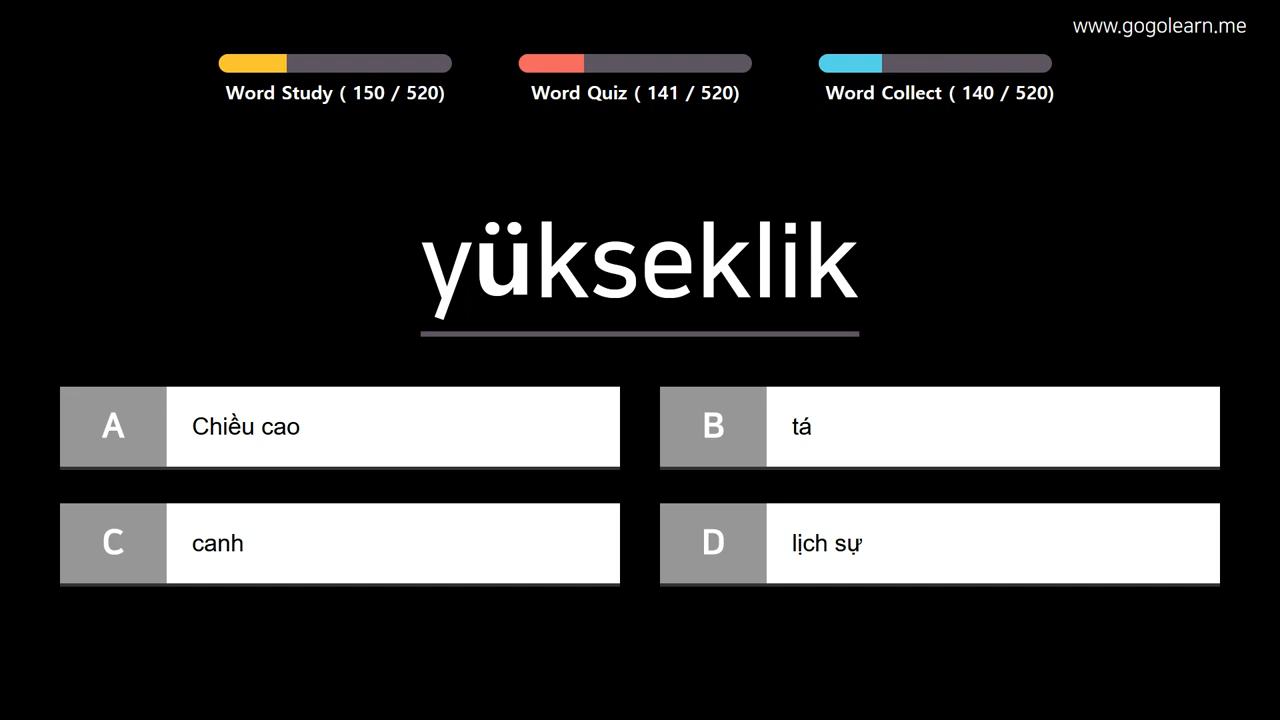 www.gogolearn.me
Word Study ( 150 / 520)
Word Quiz ( 141 / 520)
Word Collect ( 140 / 520)
yükseklik
A Chiều cao
B tá
C canh
D lịch sự